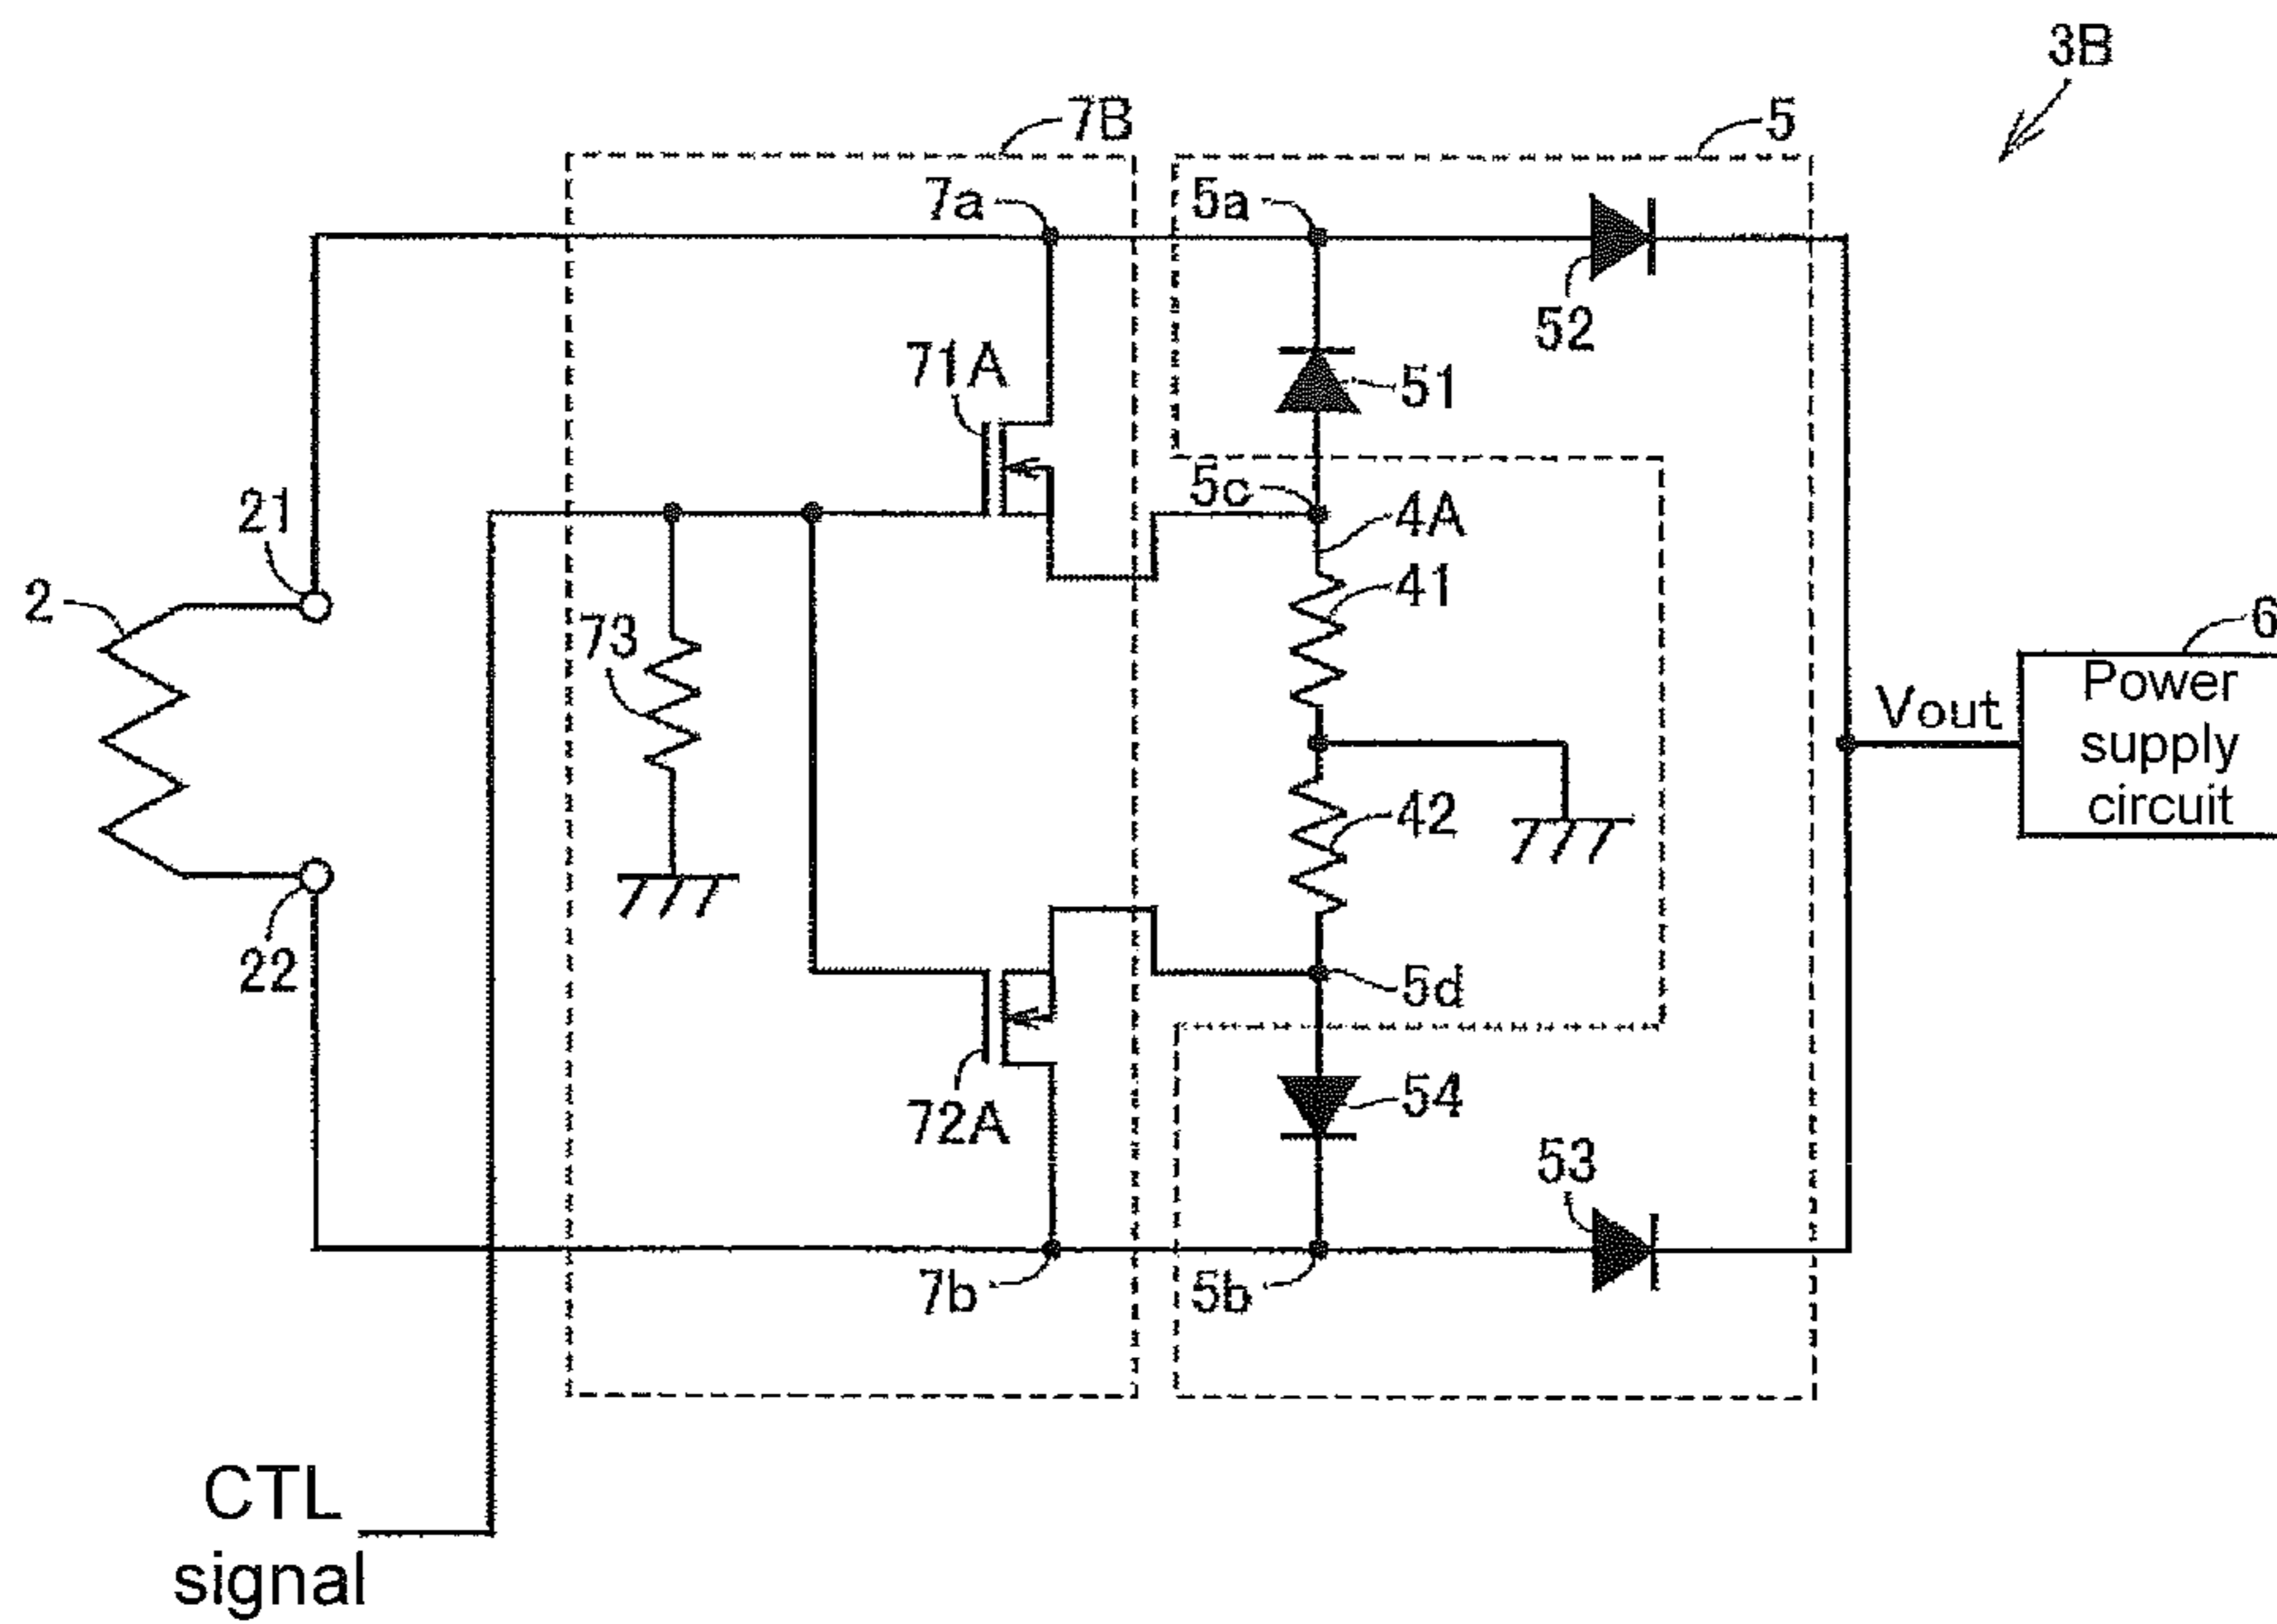 3B
7B
5
7a
5a
52
71A
51
5c
4A
21
41
2
73
6
Vout
Power
supply
circuit
42
22
5d
72A
54
53
7b
5b
CTL
signal